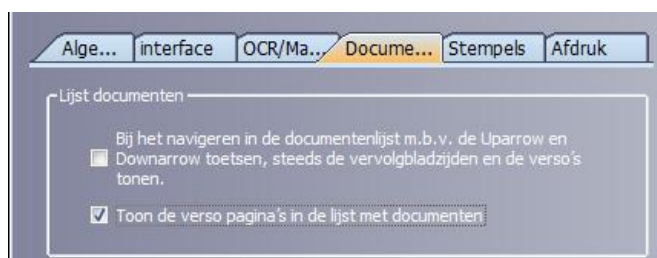 Alge... interface OCR/Ma... Docume... Stempels Afdruk
Lijst documenten
Bij het navigeren in de documentenlijst m.b.v. de Uparrow en
Downarrow toetsen, steeds de vervolgbladzijden en de verso's
tonen.
Toon de verso pagina's in de lijst met documenten